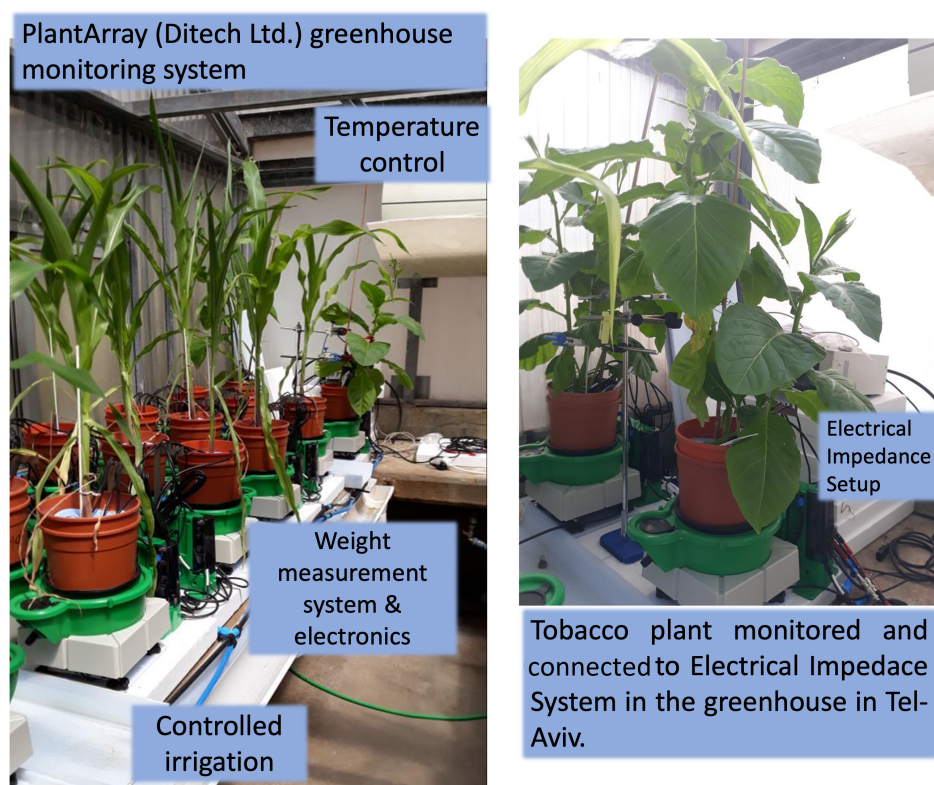 PlantArray (Ditech Ltd.) greenhouse
monitoring system
Temperature
control
Weight
measurement
system &
electronics
Controlled
irrigation
Electrical
Impedance
Setup
Tobacco plant monitored and
connected to Electrical Impedace
System in the greenhouse in Tel-
Aviv.